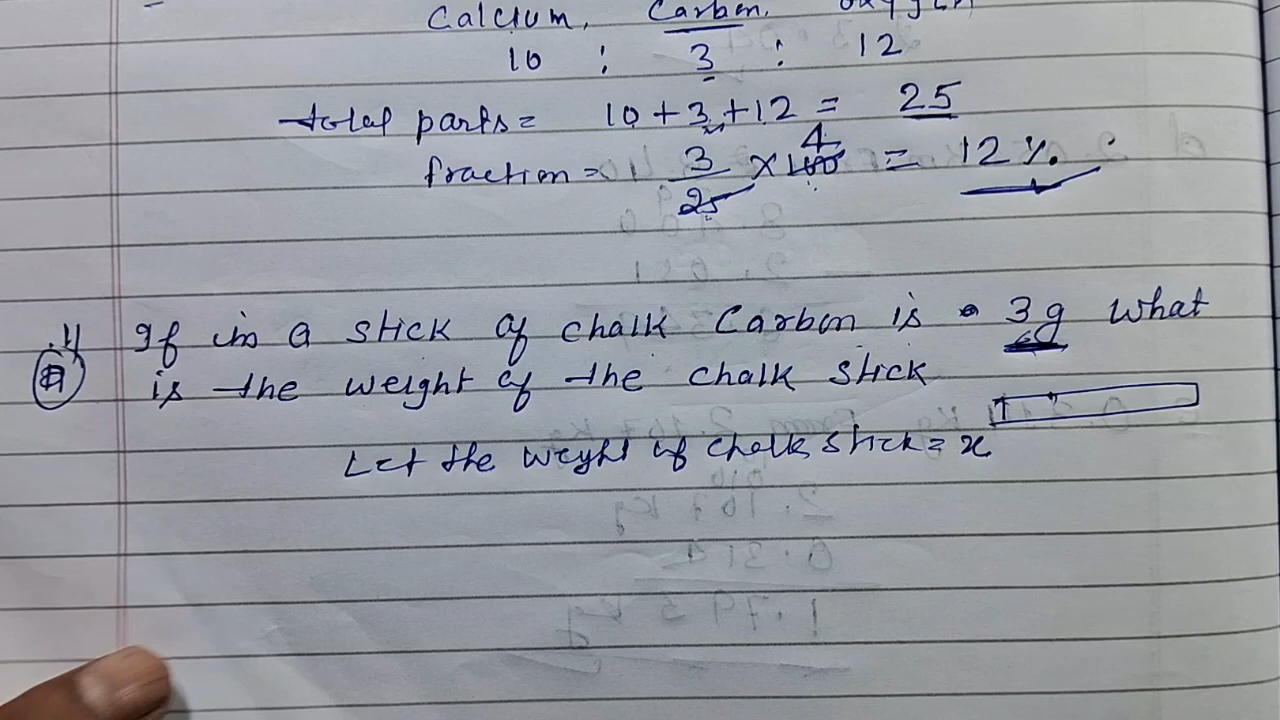 Calcium, Carbon, Oxygen
10 : 3 : 12
total parts = 10 + 3 + 12 = 25
fraction = 3/25 × 100 4 = 12 %.
If in a stick of chalk Carbon is 3g what
is the weight of the chalk stick
Let the weight of chalk stick = x